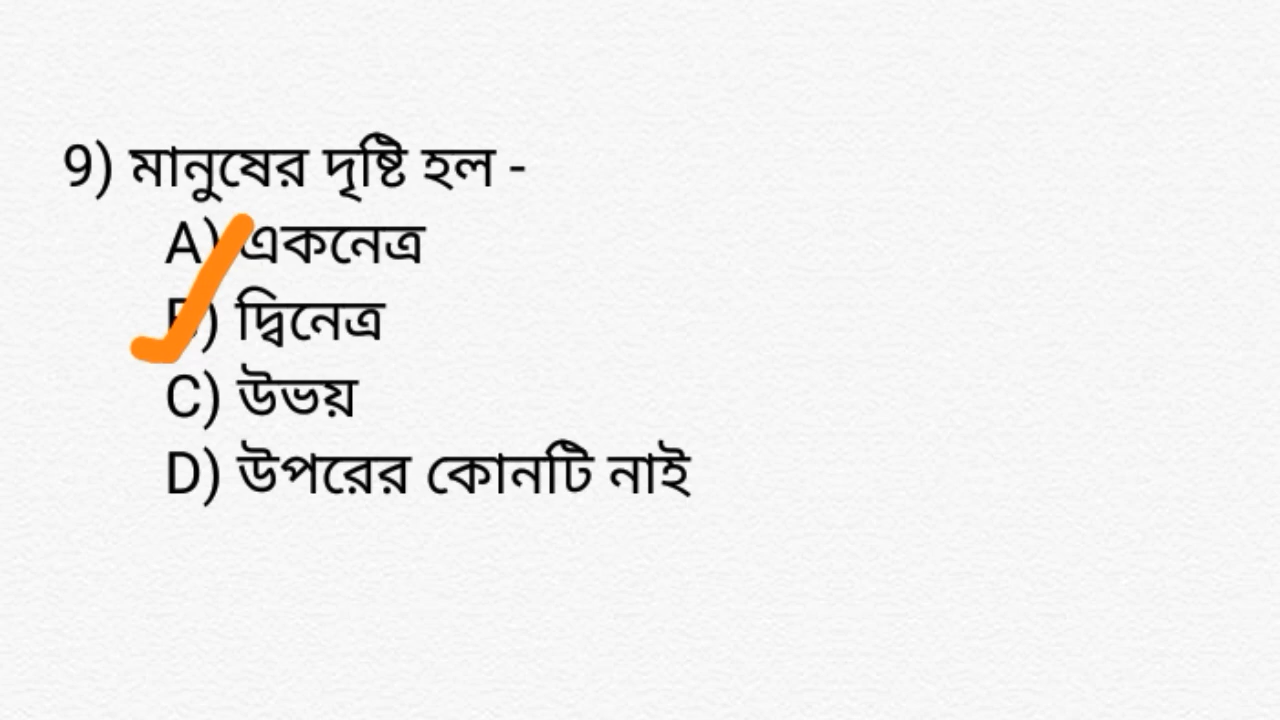 9) মানুষের দৃষ্টি হল -
A) একনেত্র
B) দ্বিনেত্র
C) উভয়
D) উপরের কোনটি নাই